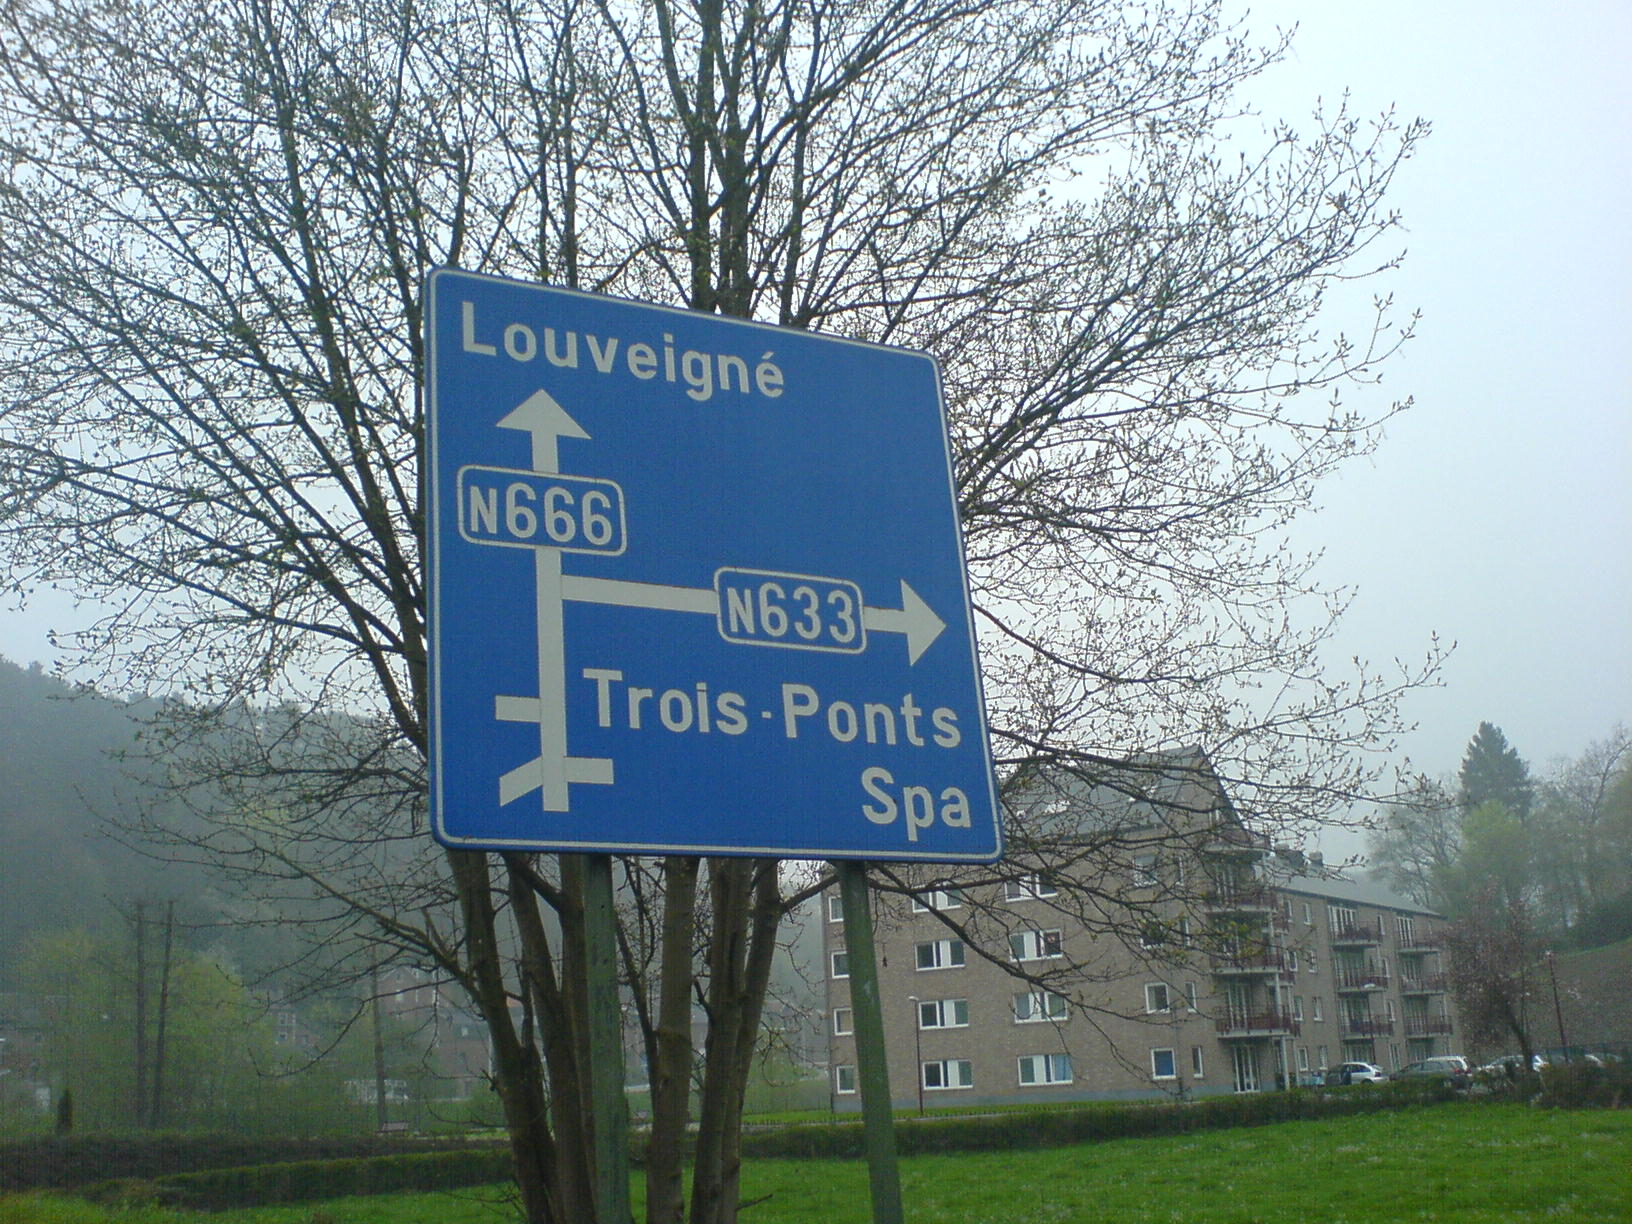 Louveigné
N666
N633
Trois-Ponts
Spa